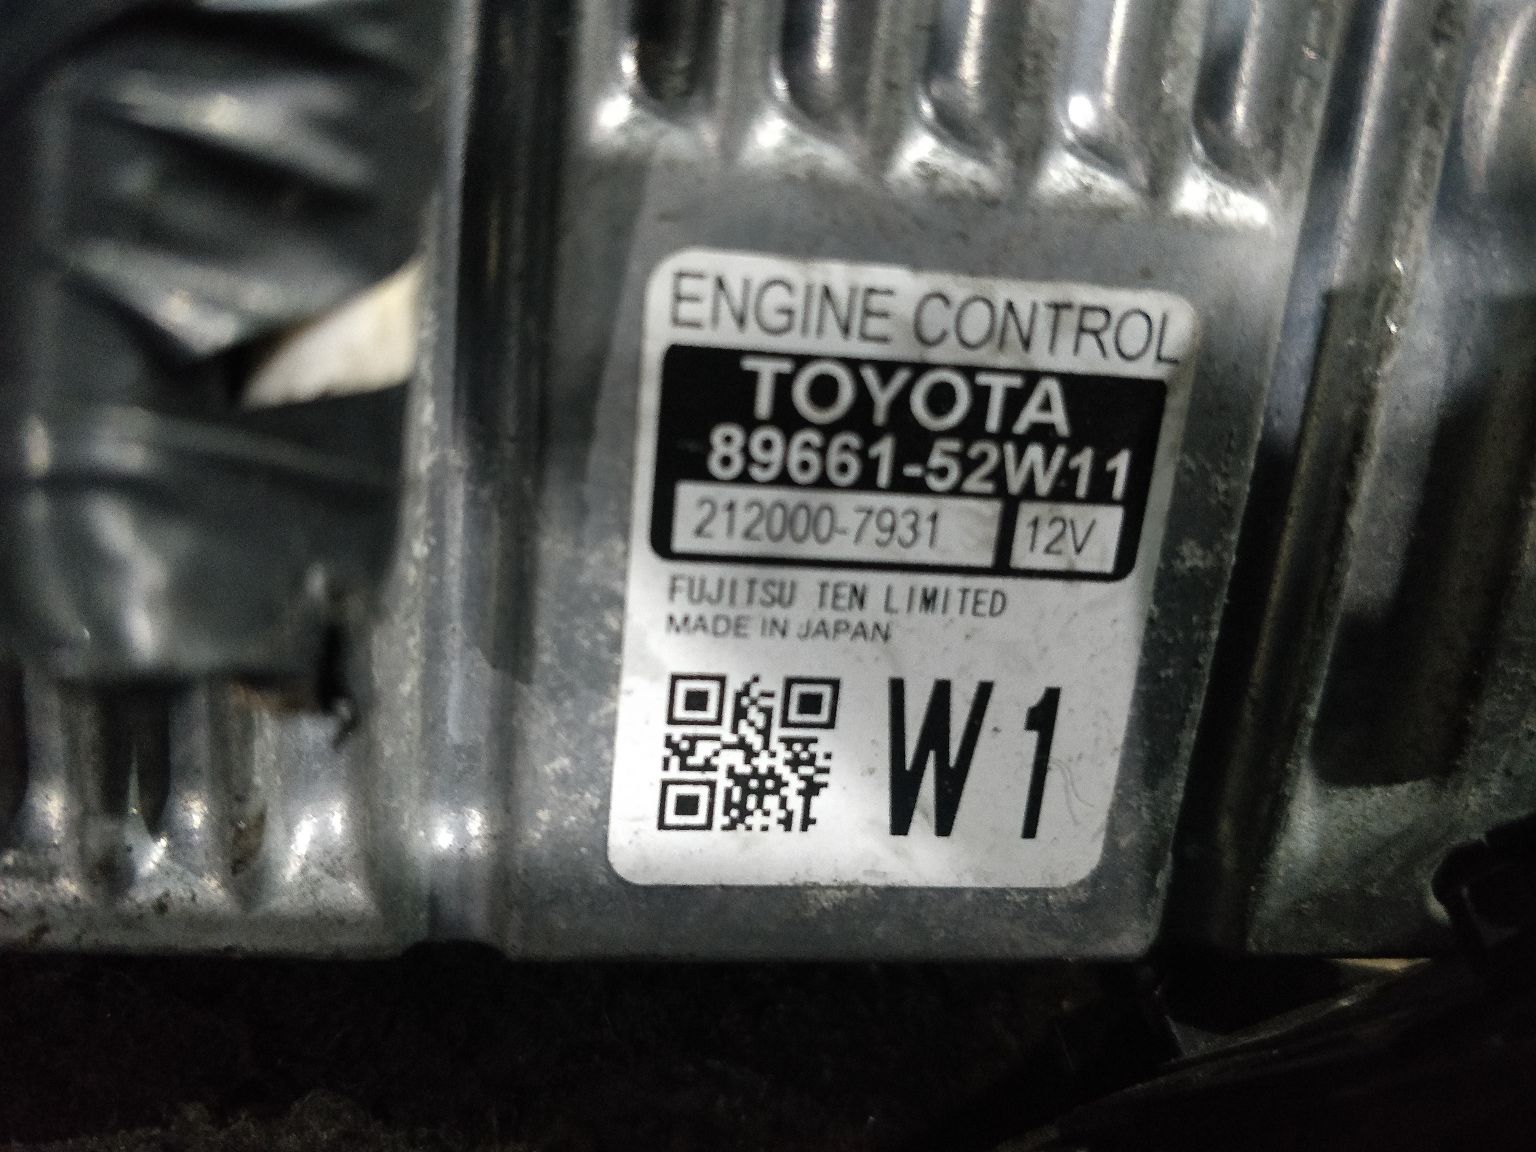 ENGINE CONTROL
TOYOTA
89661-52W11
212000-7931 12V
FUJITSU TEN LIMITED
MADE IN JAPAN
W1